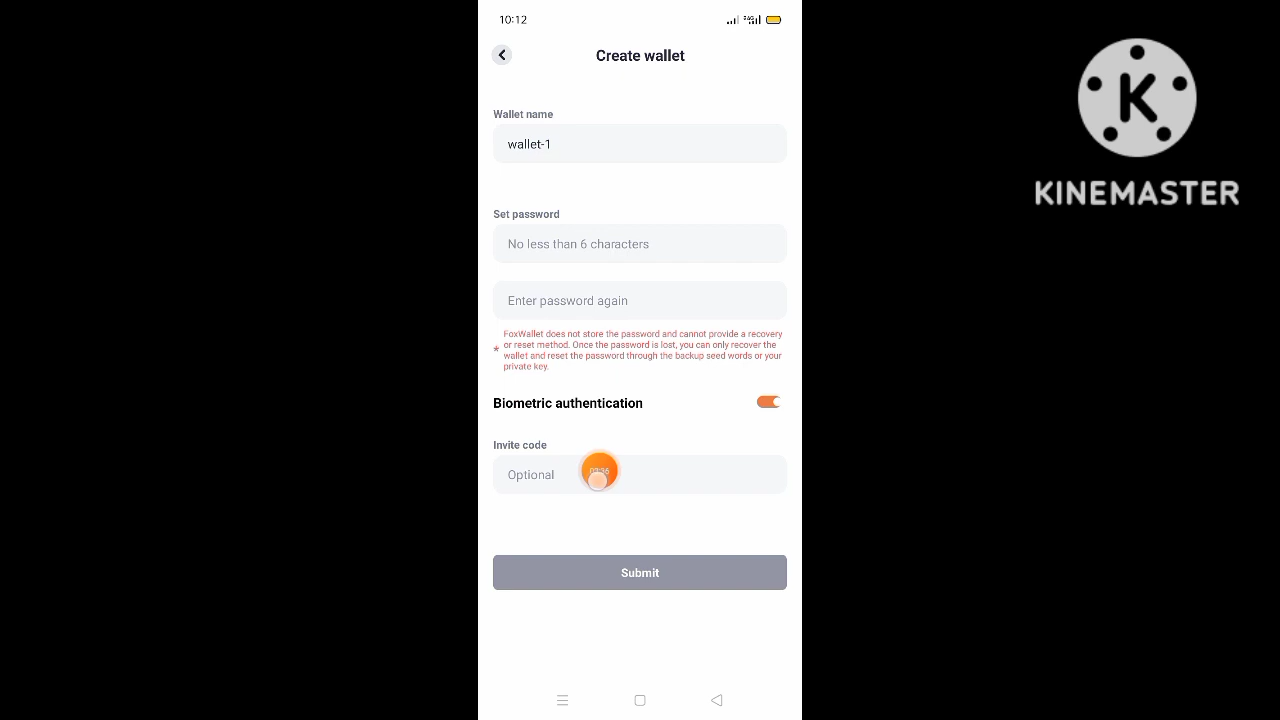 10:12
Create wallet
Wallet name
wallet-1
Set password
No less than 6 characters
Enter password again
FoxWallet does not store the password and cannot provide a recovery
or reset method. Once the password is lost, you can only recover the
* wallet and reset the password through the backup seed words or your
private key.
Biometric authentication
Invite code
Optional
Submit
K
KINEMASTER